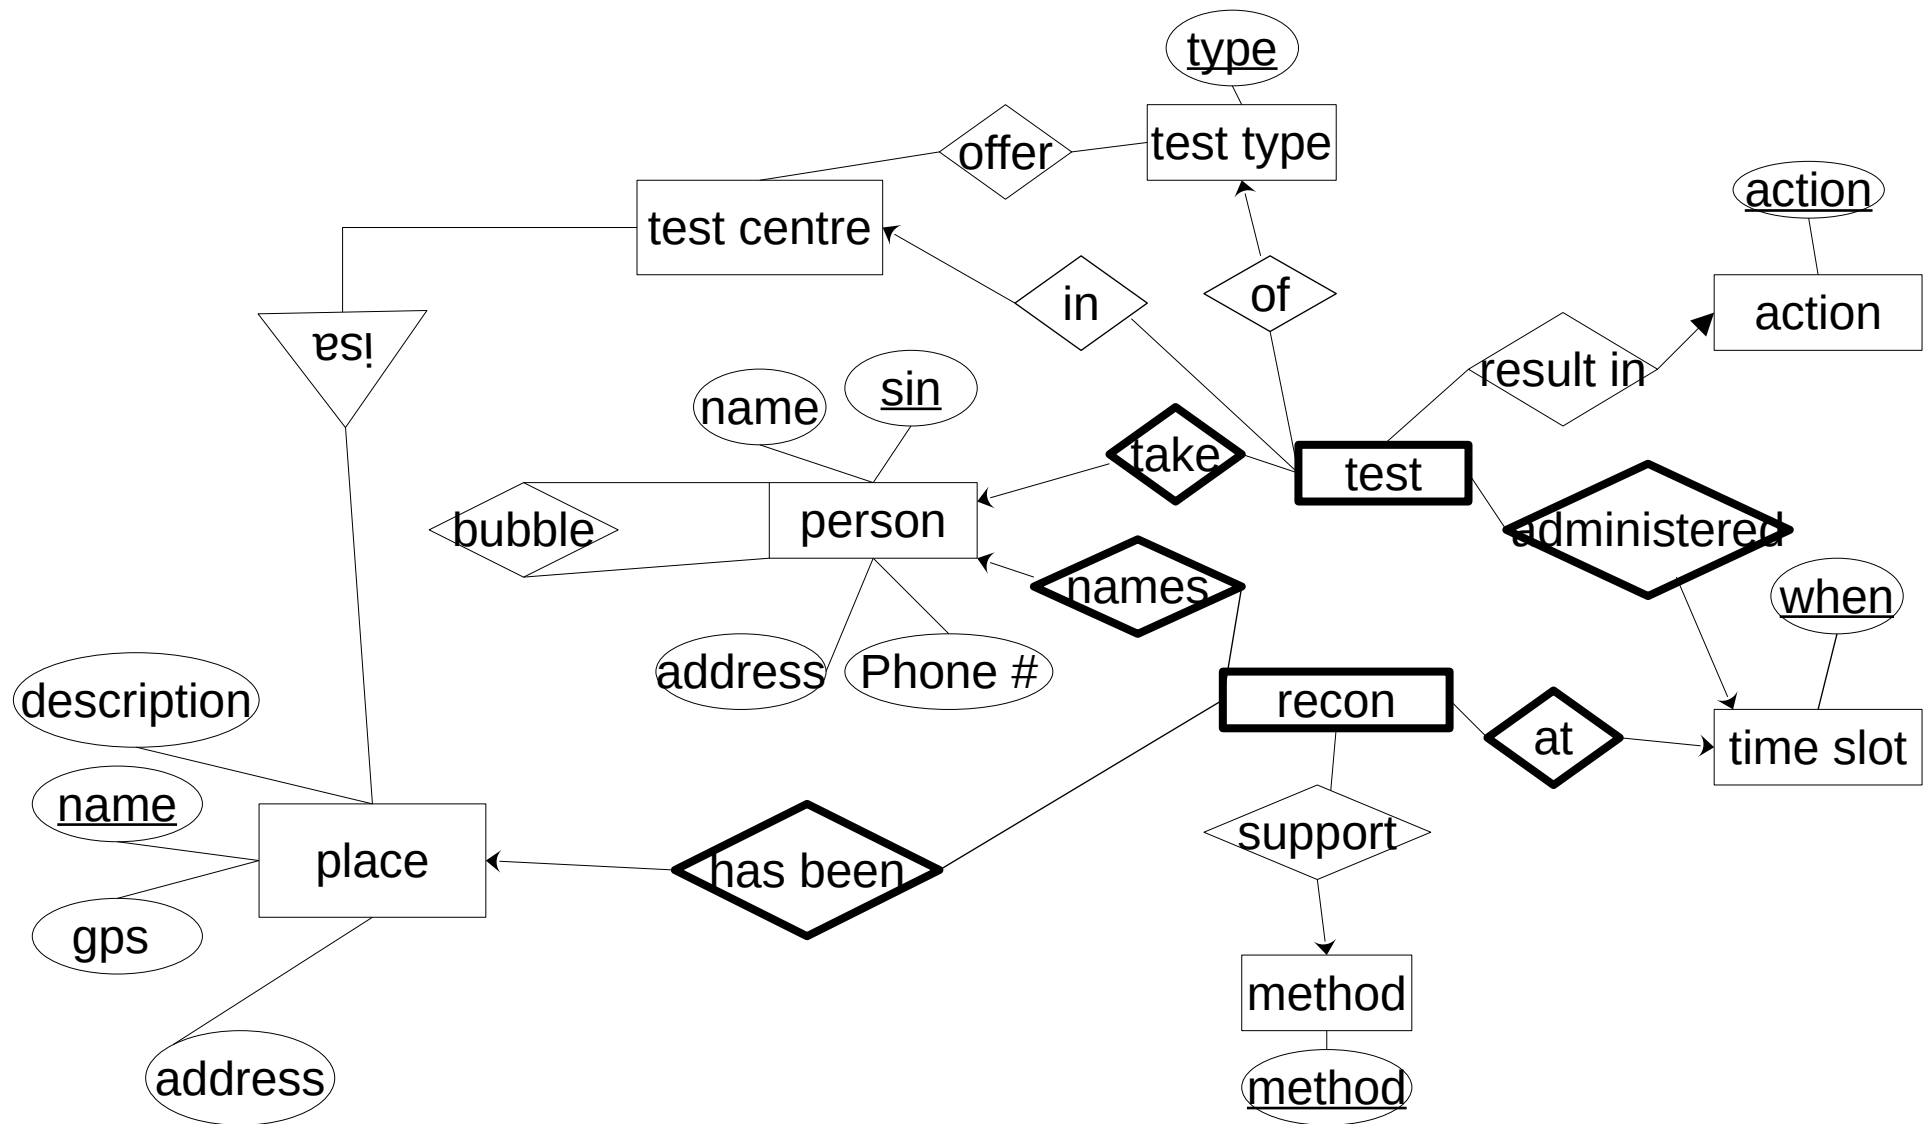 type
offer
test type
action
test centre
in
of
action
isa
result in
name
sin
take
test
bubble
person
administered
names
when
address
Phone #
description
recon
at
time slot
name
place
has been
support
gps
method
address
method